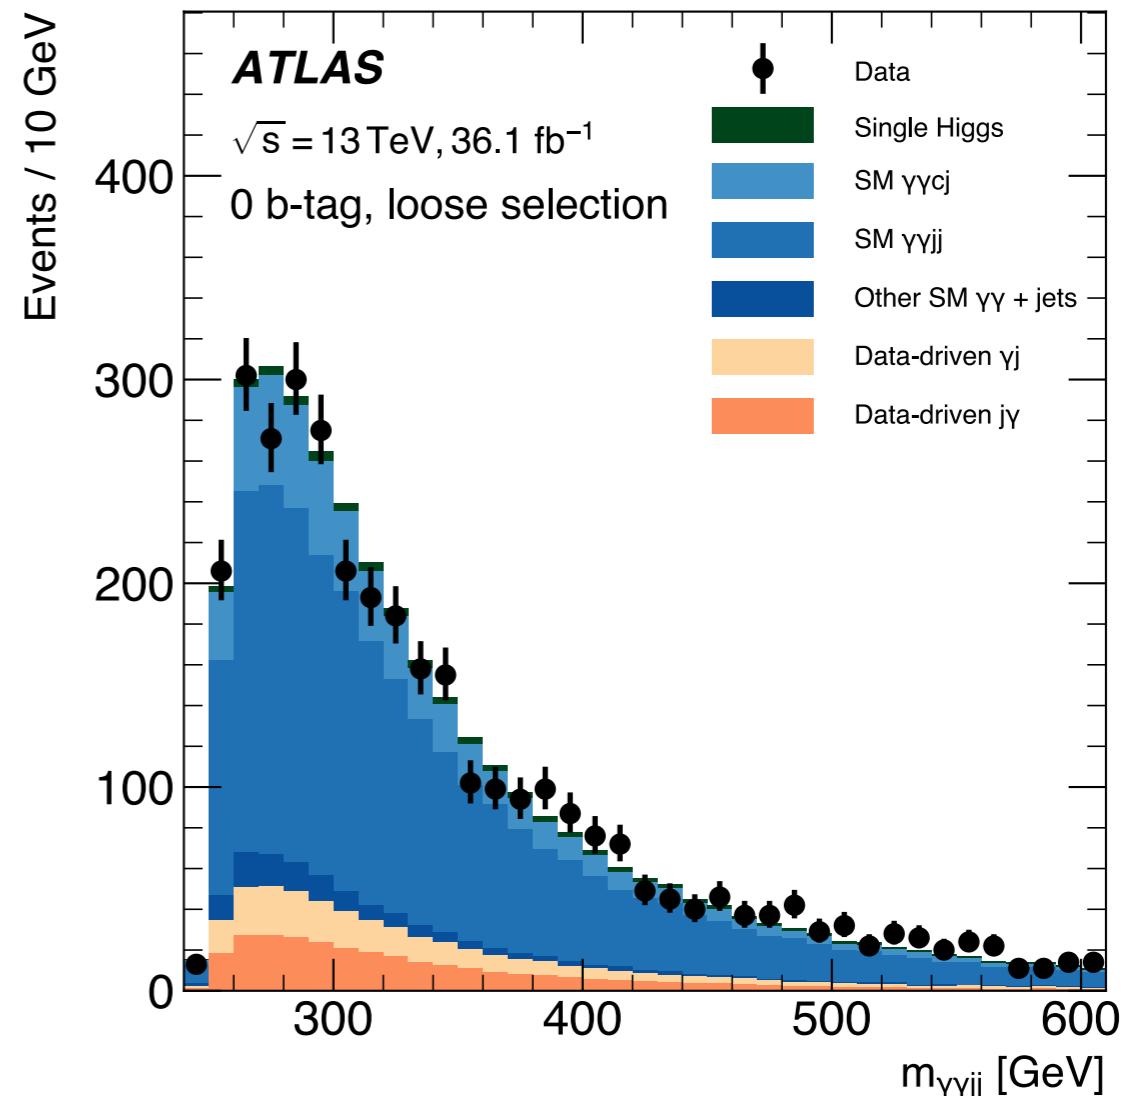 Events / 10 GeV
ATLAS
√s = 13 TeV, 36.1 fb⁻¹
0 b-tag, loose selection
Data
Single Higgs
SM γγcj
SM γγjj
Other SM γγ + jets
Data-driven γj
Data-driven jγ
400
300
200
100
0
300 400 500 600
m_γγjj [GeV]